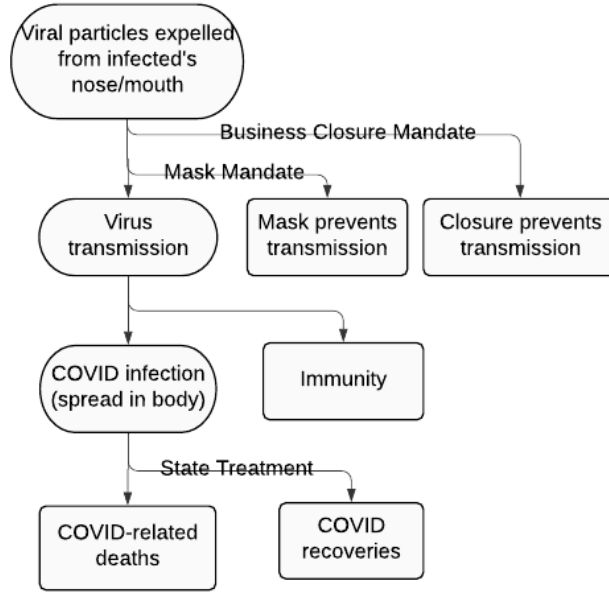 Viral particles expelled
from infected's
nose/mouth
Business Closure Mandate
Mask Mandate
Virus
transmission
Mask prevents
transmission
Closure prevents
transmission
COVID infection
(spread in body)
Immunity
State Treatment
COVID-related
deaths
COVID
recoveries